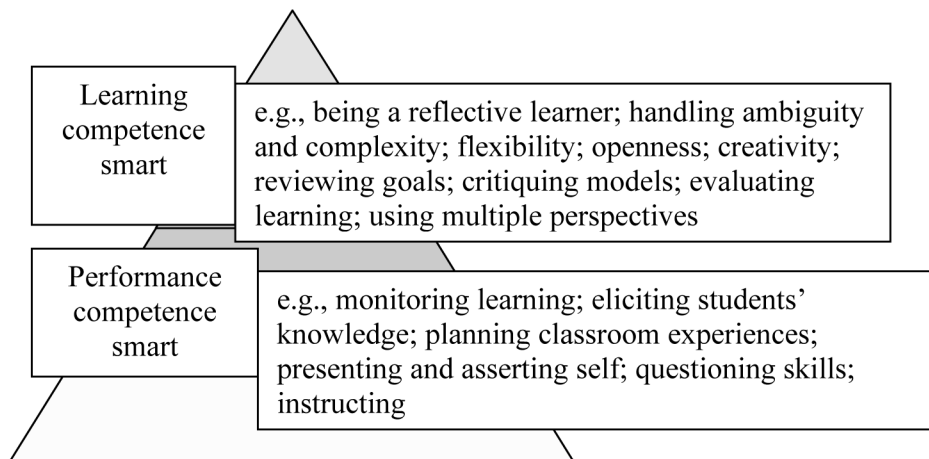 Learning
competence
smart
e.g., being a reflective learner; handling ambiguity
and complexity; flexibility; openness; creativity;
reviewing goals; critiquing models; evaluating
learning; using multiple perspectives
Performance
competence
smart
e.g., monitoring learning; eliciting students’
knowledge; planning classroom experiences;
presenting and asserting self; questioning skills;
instructing